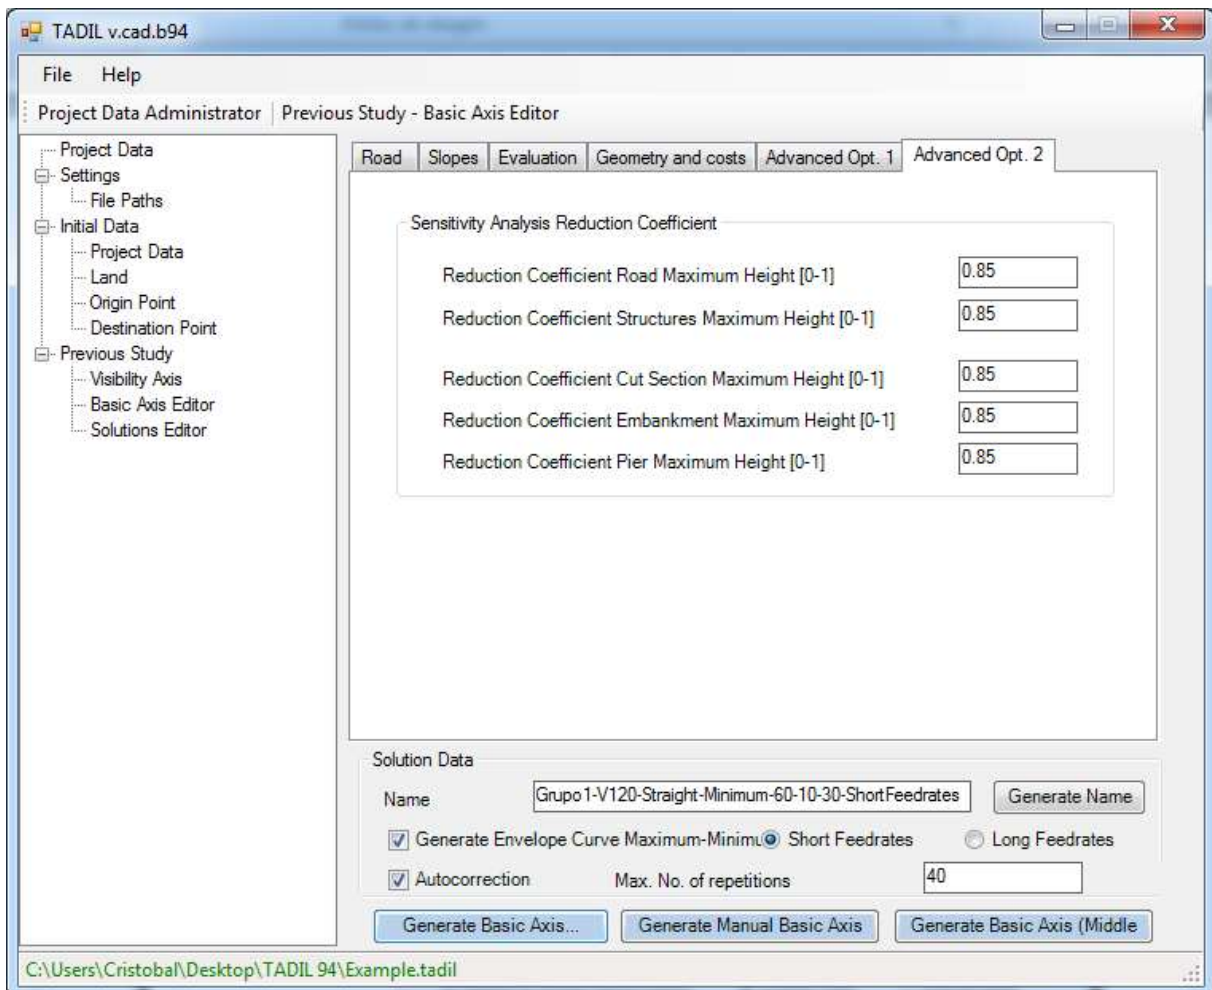 TADIL v.cad.b94
File Help
Project Data Administrator Previous Study - Basic Axis Editor
Project Data
Settings
File Paths
Initial Data
Project Data
Land
Origin Point
Destination Point
Previous Study
Visibility Axis
Basic Axis Editor
Solutions Editor
Road Slopes Evaluation Geometry and costs Advanced Opt. 1 Advanced Opt. 2
Sensitivity Analysis Reduction Coefficient
Reduction Coefficient Road Maximum Height [0-1] 0.85
Reduction Coefficient Structures Maximum Height [0-1] 0.85
Reduction Coefficient Cut Section Maximum Height [0-1] 0.85
Reduction Coefficient Embankment Maximum Height [0-1] 0.85
Reduction Coefficient Pier Maximum Height [0-1] 0.85
Solution Data
Name Grupo1-V120-Straight-Minimum-60-10-30-ShortFeedrates Generate Name
Generate Envelope Curve Maximum-Minimu Short Feedrates Long Feedrates
Autocorrection Max. No. of repetitions 40
Generate Basic Axis... Generate Manual Basic Axis Generate Basic Axis (Middle
C:\Users\Cristobal\Desktop\TADIL 94\Example.tadil